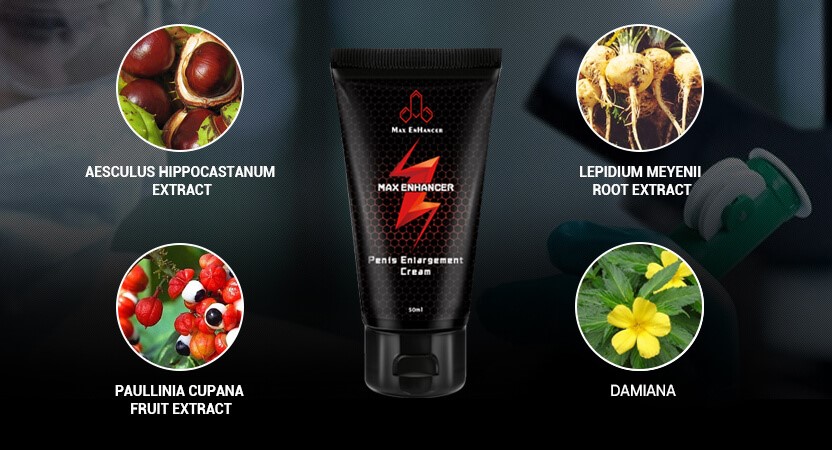 AESCULUS HIPPOCASTANUM
EXTRACT
PAULLINIA CUPANA
FRUIT EXTRACT
MAX ENHANCER
MAX ENHANCER
Penis Enlargement
Cream
50ml
LEPIDIUM MEYENII
ROOT EXTRACT
DAMIANA